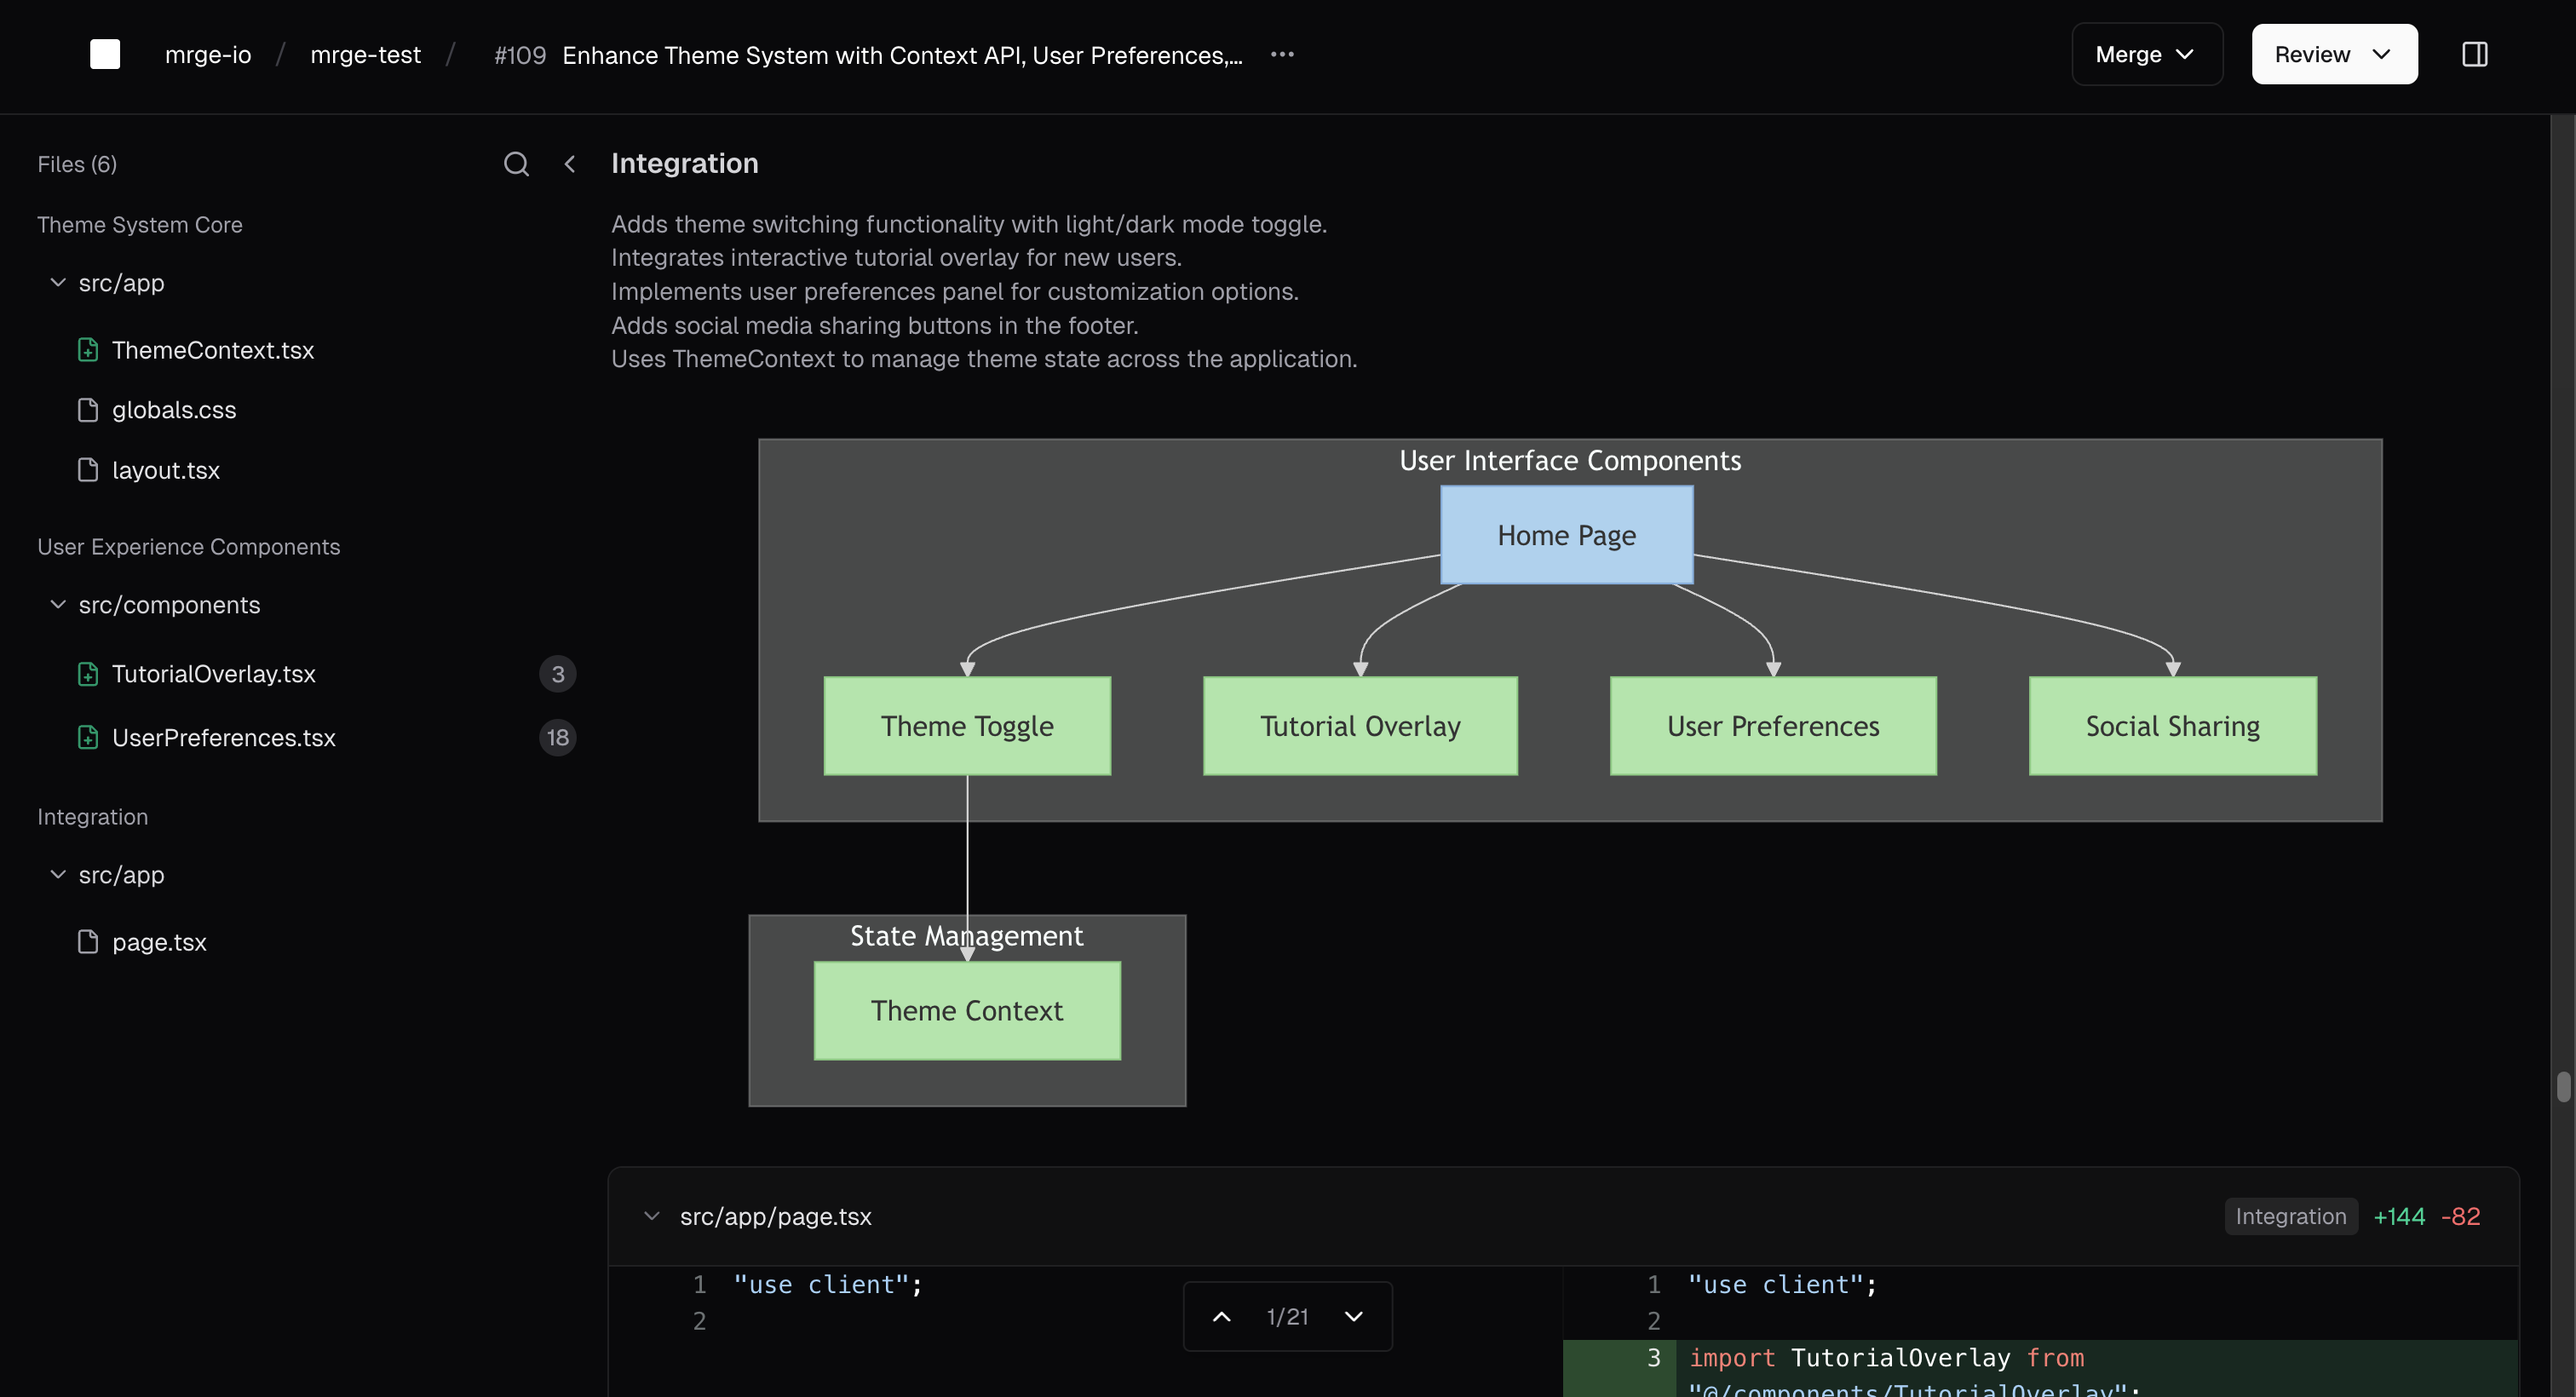 mrge-io / mrge-test / #109 Enhance Theme System with Context API, User Preferences,... ···
Merge
Review
Files (6)
Theme System Core
src/app
ThemeContext.tsx
globals.css
layout.tsx
User Experience Components
src/components
TutorialOverlay.tsx 3
UserPreferences.tsx 18
Integration
src/app
page.tsx
Integration
Adds theme switching functionality with light/dark mode toggle.
Integrates interactive tutorial overlay for new users.
Implements user preferences panel for customization options.
Adds social media sharing buttons in the footer.
Uses ThemeContext to manage theme state across the application.
User Interface Components
Home Page
Theme Toggle
Tutorial Overlay
User Preferences
Social Sharing
State Management
Theme Context
src/app/page.tsx
Integration +144 -82
1 "use client";
2
1/21
1 "use client";
2
3 import TutorialOverlay from
"@/components/TutorialOverlay";